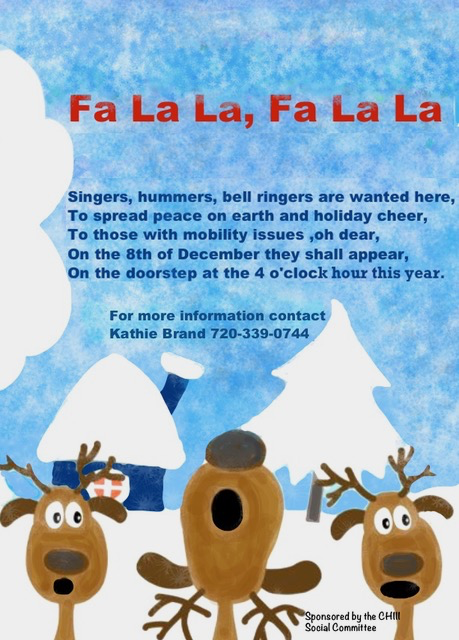 Fa La La, Fa La La
Singers, hummers, bell ringers are wanted here,
To spread peace on earth and holiday cheer,
To those with mobility issues ,oh dear,
On the 8th of December they shall appear,
On the doorstep at the 4 o'clock hour this year.
For more information contact
Kathie Brand 720-339-0744
Sponsored by the CHIII
Social Committee